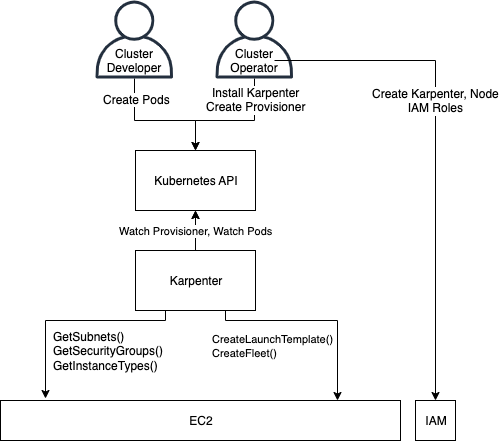 Cluster
Developer
Cluster
Operator
Create Pods
Install Karpenter
Create Provisioner
Create Karpenter, Node
IAM Roles
Kubernetes API
Watch Provisioner, Watch Pods
Karpenter
GetSubnets()
GetSecurityGroups()
GetInstanceTypes()
CreateLaunchTemplate()
CreateFleet()
EC2
IAM